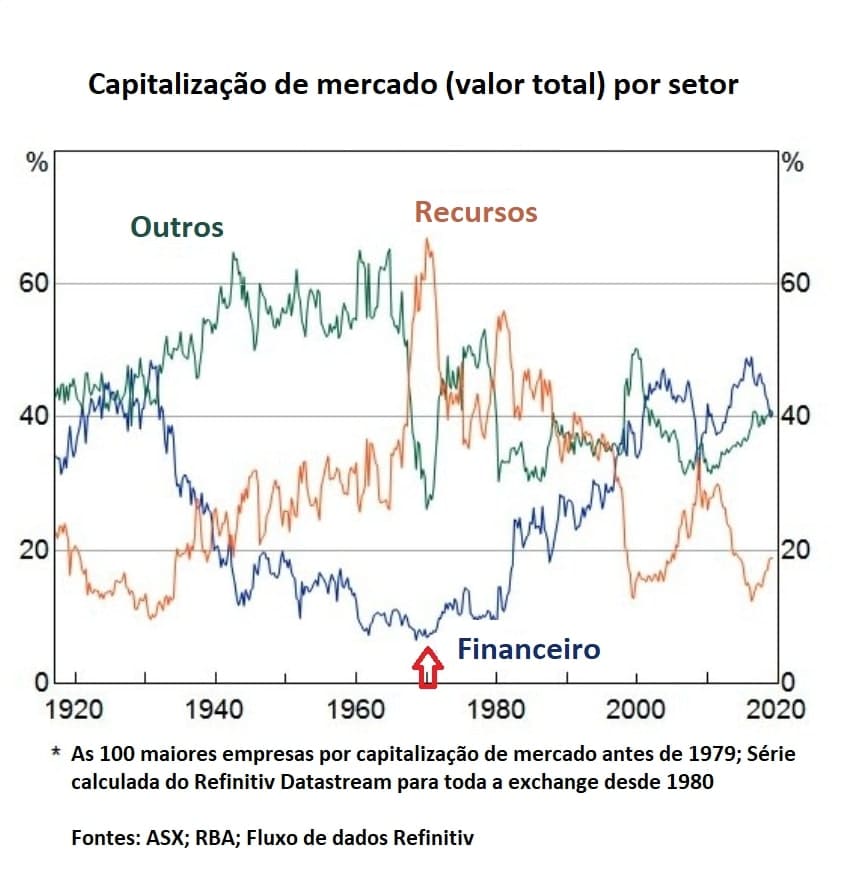 Capitalização de mercado (valor total) por setor
% %
Outros
Recursos
60 60
40 40
20 20
Financeiro
0 0
1920 1940 1960 1980 2000 2020
* As 100 maiores empresas por capitalização de mercado antes de 1979; Série
calculada do Refinitiv Datastream para toda a exchange desde 1980
Fontes: ASX; RBA; Fluxo de dados Refinitiv